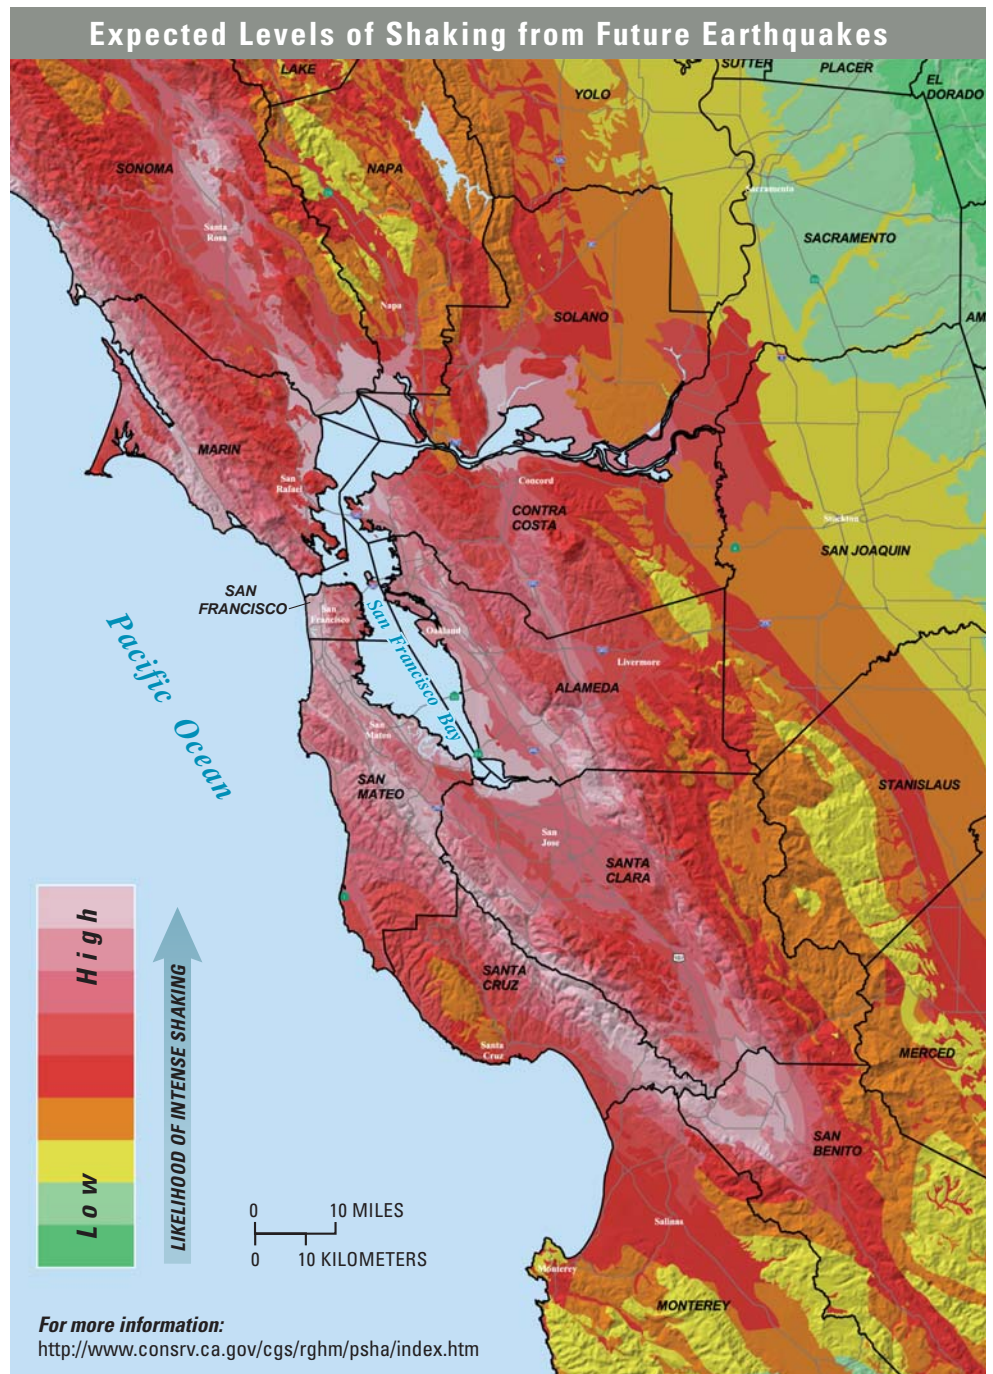 Expected Levels of Shaking from Future Earthquakes
LAKE
SUTTER
PLACER
EL
DORADO
YOLO
SONOMA
NAPA
Sacramento
Santa
Rosa
SACRAMENTO
Napa
SOLANO
AM
MARIN
San
Rafael
Concord
CONTRA
COSTA
Stockton
SAN JOAQUIN
SAN
FRANCISCO
San
Francisco
San Francisco Bay
Oakland
Pacific Ocean
Livermore
ALAMEDA
San
Mateo
SAN
MATEO
STANISLAUS
San
Jose
SANTA
CLARA
High
Low
LIKELIHOOD OF INTENSE SHAKING
SANTA
CRUZ
Santa
Cruz
MERCED
SAN
BENITO
0 10 MILES
0 10 KILOMETERS
Salinas
Monterey
MONTEREY
For more information:
http://www.consrv.ca.gov/cgs/rghm/psha/index.htm